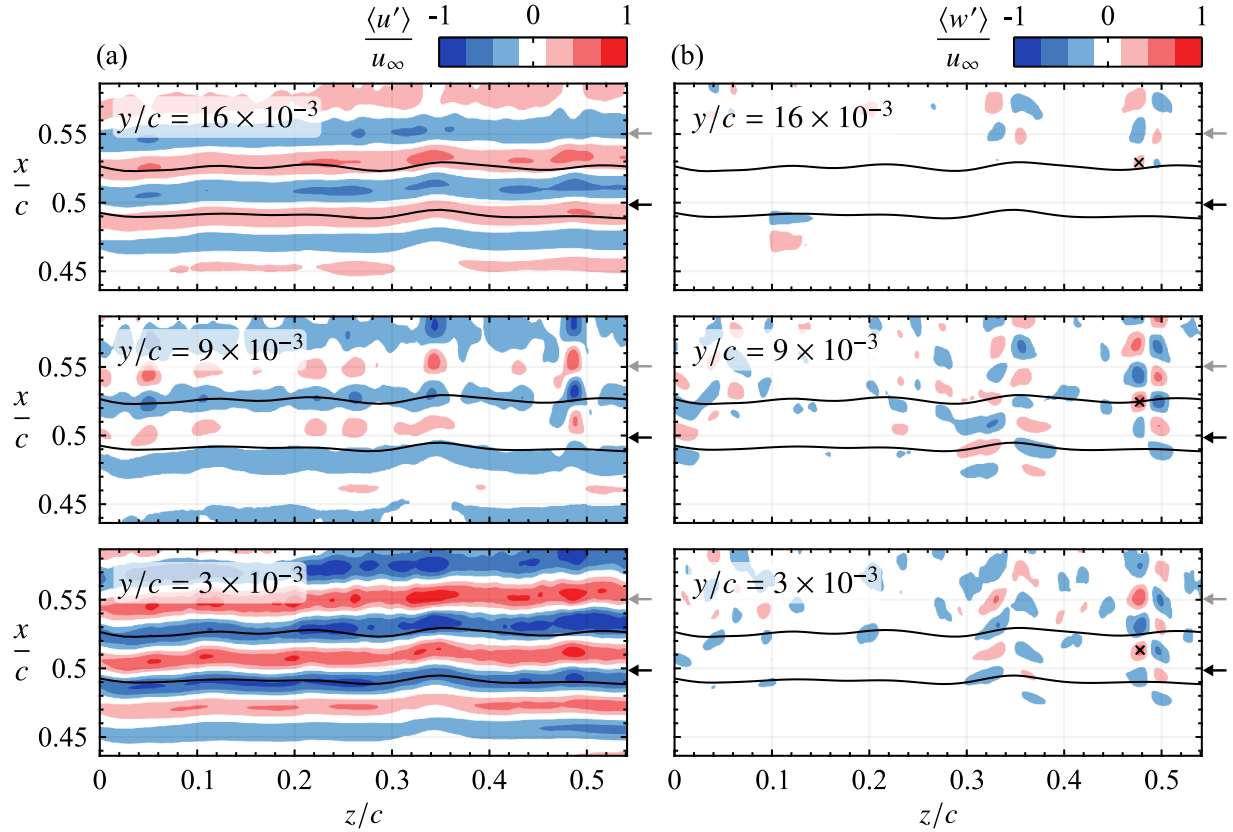 ⟨u′⟩ / u∞ -1 0 1
⟨w′⟩ / u∞ -1 0 1
(a)
(b)
y/c = 16 × 10⁻³
y/c = 16 × 10⁻³
0.55
x/c 0.5
0.45
y/c = 9 × 10⁻³
y/c = 9 × 10⁻³
0.55
x/c 0.5
0.45
y/c = 3 × 10⁻³
y/c = 3 × 10⁻³
0.55
x/c 0.5
0.45
0 0.1 0.2 0.3 0.4 0.5
0 0.1 0.2 0.3 0.4 0.5
z/c
z/c